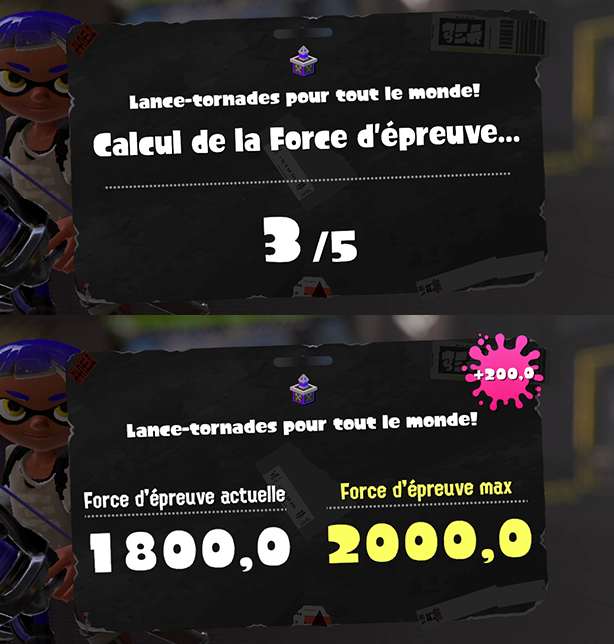 Lance-tornades pour tout le monde!
Calcul de la Force d'épreuve...
3 /5
+200,0
Lance-tornades pour tout le monde!
Force d'épreuve actuelle
Force d'épreuve max
1800,0
2000,0